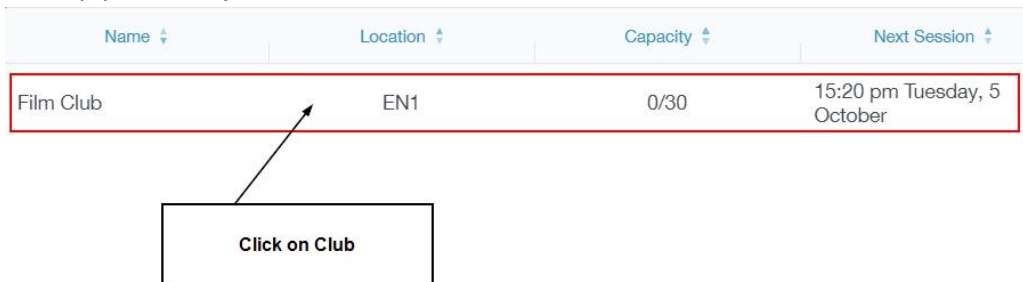 Name Location Capacity Next Session
Film Club EN1 0/30 15:20 pm Tuesday, 5
October
Click on Club